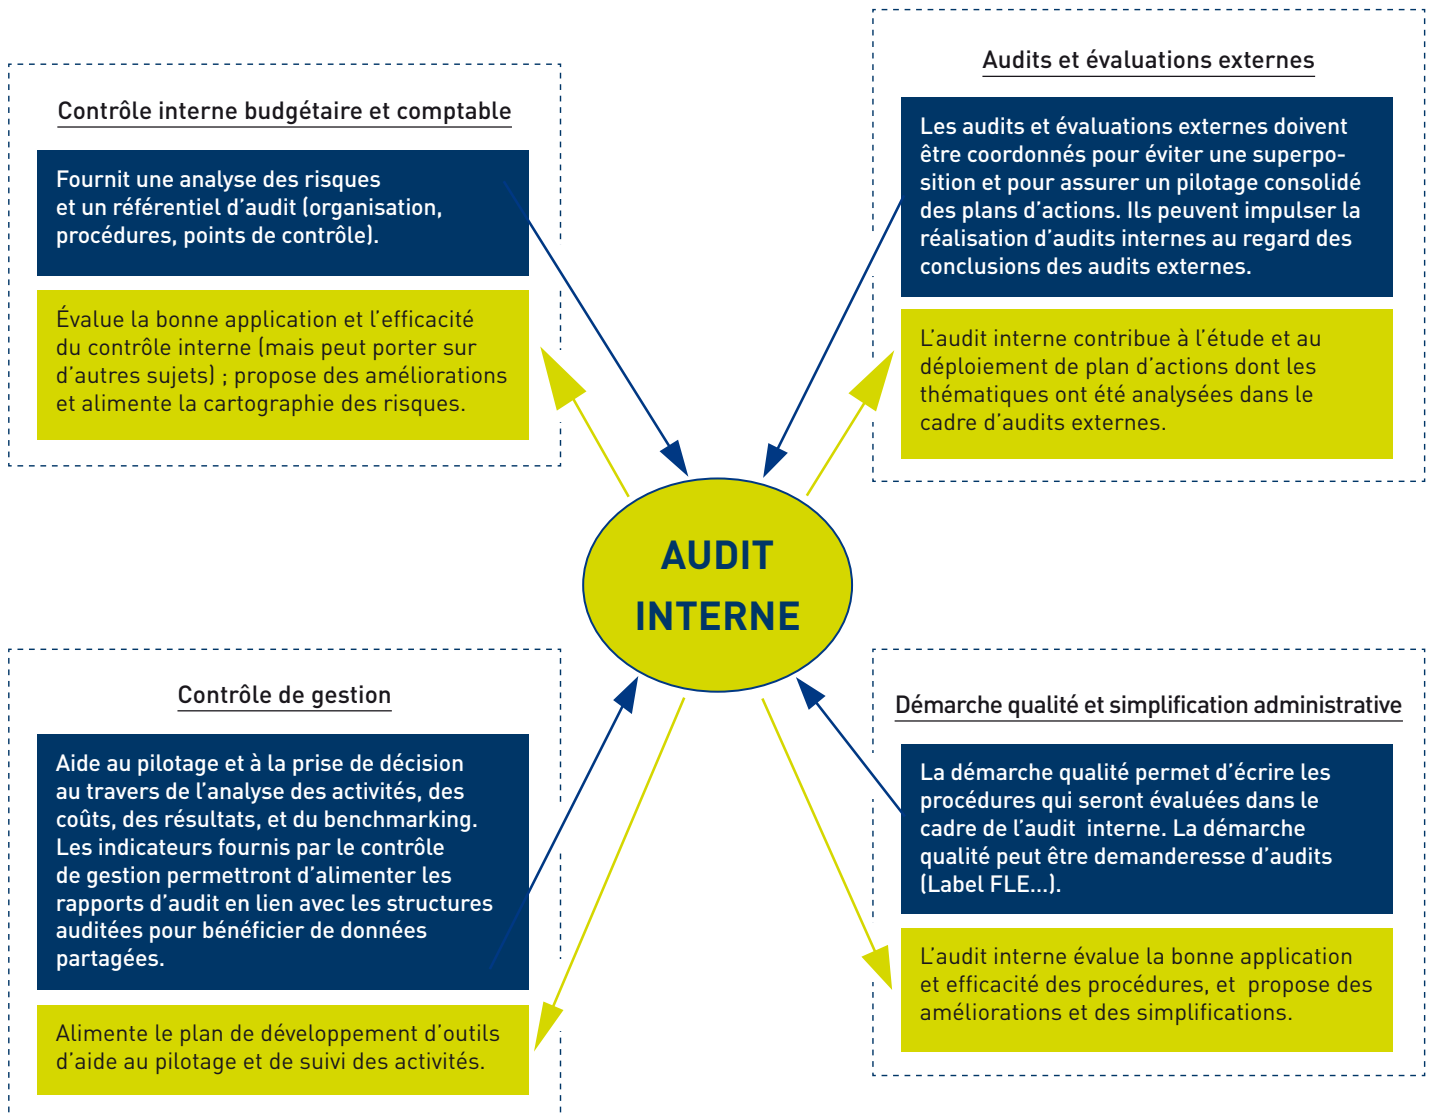 Contrôle interne budgétaire et comptable
Fournit une analyse des risques
et un référentiel d’audit (organisation,
procédures, points de contrôle).
Évalue la bonne application et l’efficacité
du contrôle interne (mais peut porter sur
d’autres sujets) ; propose des améliorations
et alimente la cartographie des risques.
Audits et évaluations externes
Les audits et évaluations externes doivent
être coordonnés pour éviter une superpo-
sition et pour assurer un pilotage consolidé
des plans d’actions. Ils peuvent impulser la
réalisation d’audits internes au regard des
conclusions des audits externes.
L’audit interne contribue à l’étude et au
déploiement de plan d’actions dont les
thématiques ont été analysées dans le
cadre d’audits externes.
AUDIT
INTERNE
Contrôle de gestion
Aide au pilotage et à la prise de décision
au travers de l’analyse des activités, des
coûts, des résultats, et du benchmarking.
Les indicateurs fournis par le contrôle
de gestion permettront d’alimenter les
rapports d’audit en lien avec les structures
auditées pour bénéficier de données
partagées.
Alimente le plan de développement d’outils
d’aide au pilotage et de suivi des activités.
Démarche qualité et simplification administrative
La démarche qualité permet d’écrire les
procédures qui seront évaluées dans le
cadre de l’audit interne. La démarche
qualité peut être demanderesse d’audits
(Label FLE...).
L’audit interne évalue la bonne application
et efficacité des procédures, et propose des
améliorations et des simplifications.